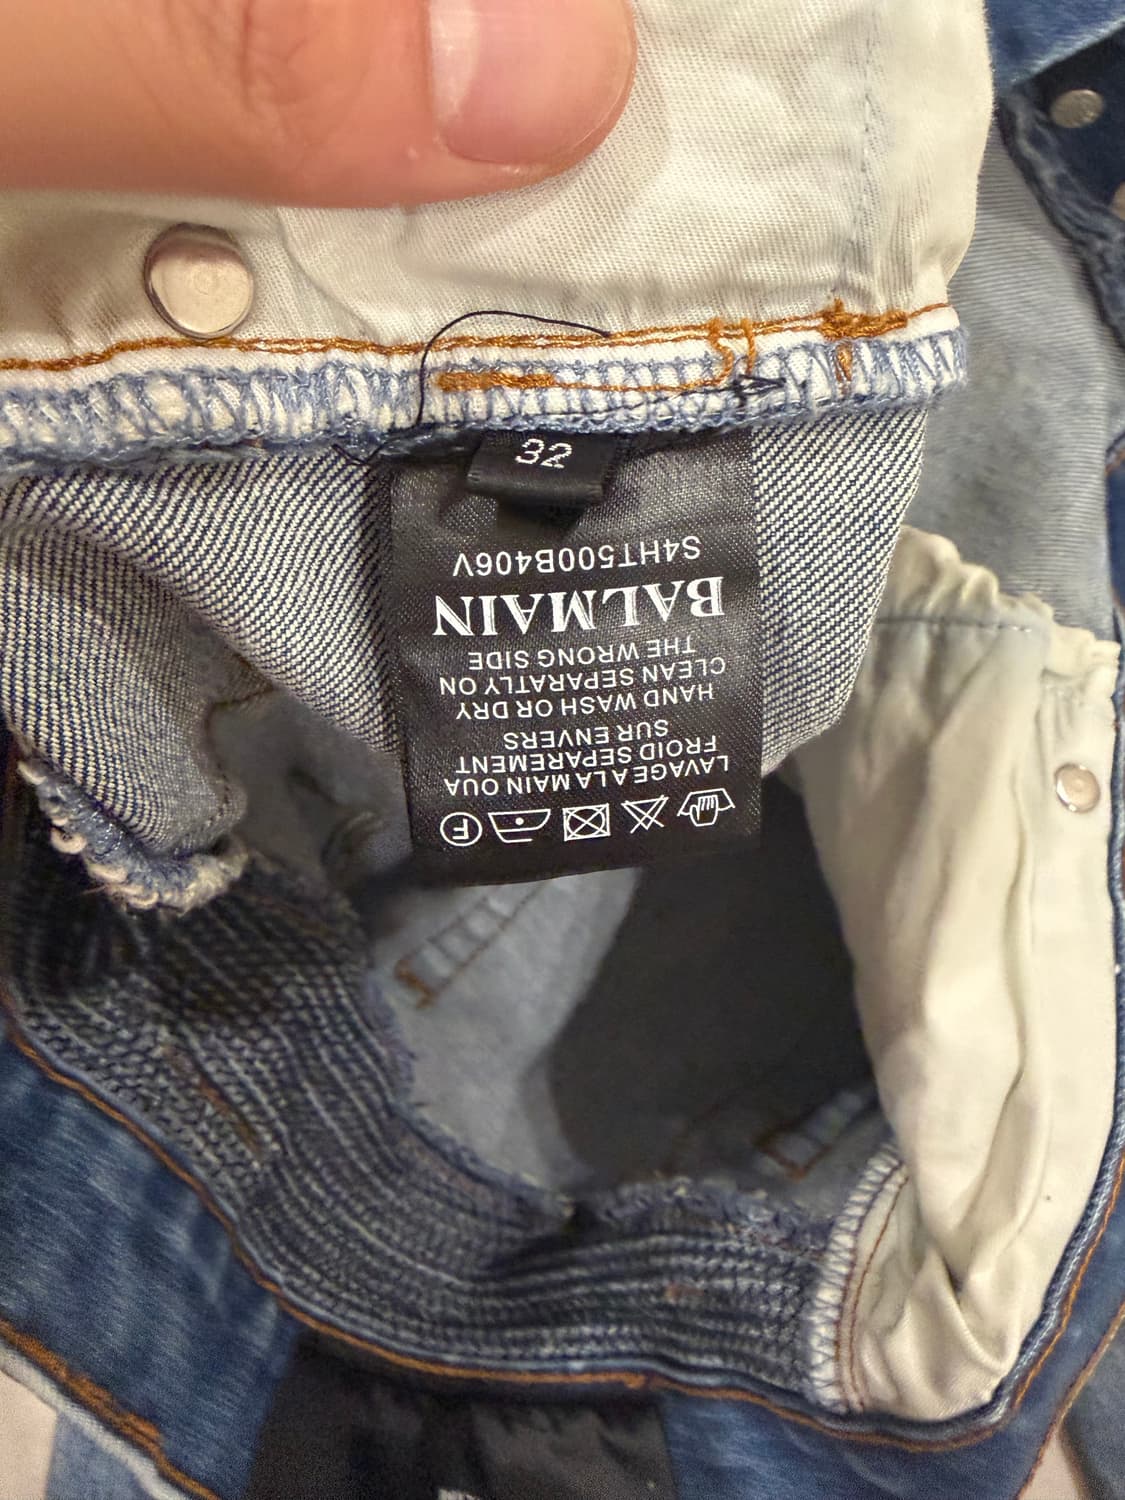 32
Ⓕ
LAVAGE A LA MAIN OUA
FROID SEPAREMENT
SUR ENVERS
HAND WASH OR DRY
CLEAN SEPARATLY ON
THE WRONG SIDE
BALMAIN
S4HT500B406V